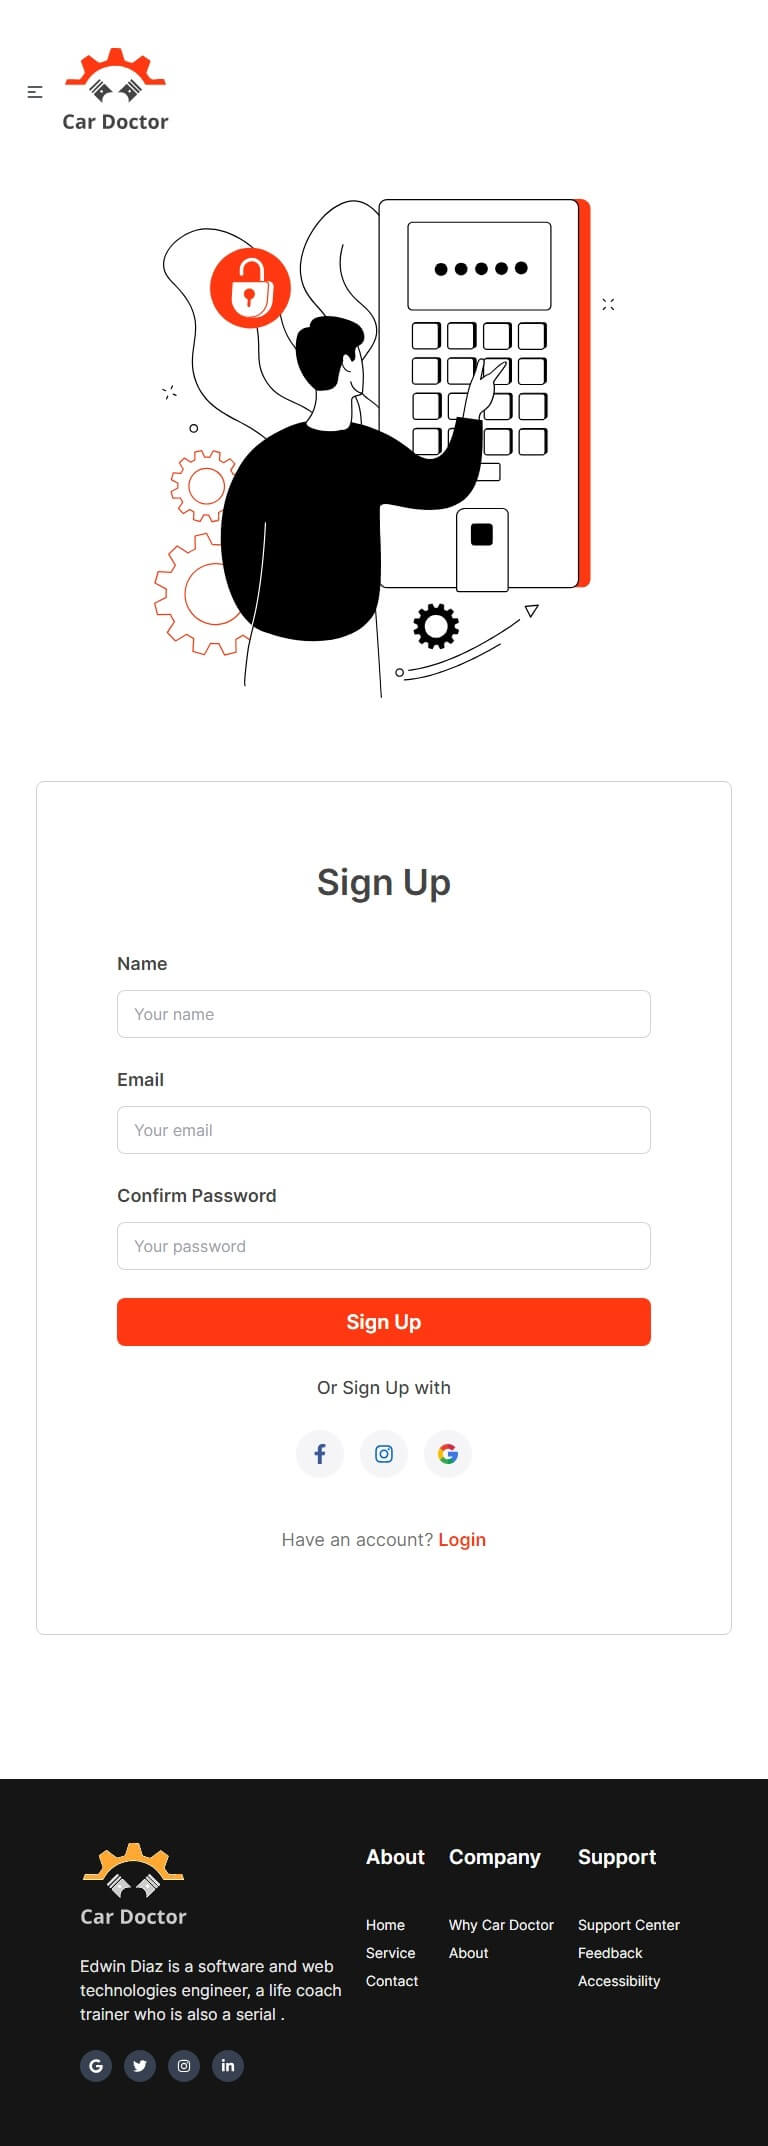 Car Doctor
Sign Up
Name
Your name
Email
Your email
Confirm Password
Your password
Sign Up
Or Sign Up with
Have an account? Login
Car Doctor
Edwin Diaz is a software and web
technologies engineer, a life coach
trainer who is also a serial .
About
Home
Service
Contact
Company
Why Car Doctor
About
Support
Support Center
Feedback
Accessibility